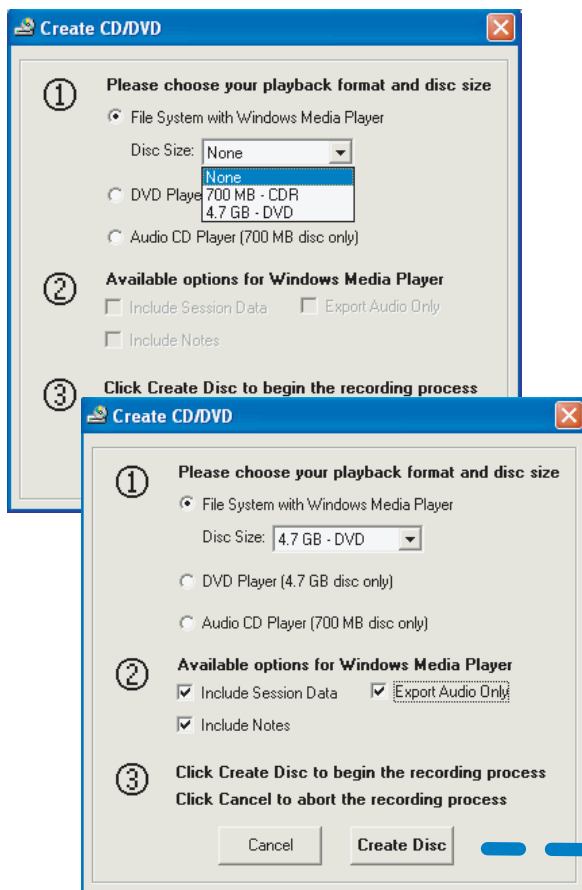 Create CD/DVD
1
Please choose your playback format and disc size
File System with Windows Media Player
Disc Size: None
None
700 MB - CDR
4.7 GB - DVD
DVD Playe
Audio CD Player (700 MB disc only)
2
Available options for Windows Media Player
Include Session Data Export Audio Only
Include Notes
3
Click Create Disc to begin the recording process
Create CD/DVD
1
Please choose your playback format and disc size
File System with Windows Media Player
Disc Size: 4.7 GB - DVD
DVD Player (4.7 GB disc only)
Audio CD Player (700 MB disc only)
2
Available options for Windows Media Player
Include Session Data Export Audio Only
Include Notes
3
Click Create Disc to begin the recording process
Click Cancel to abort the recording process
Cancel Create Disc